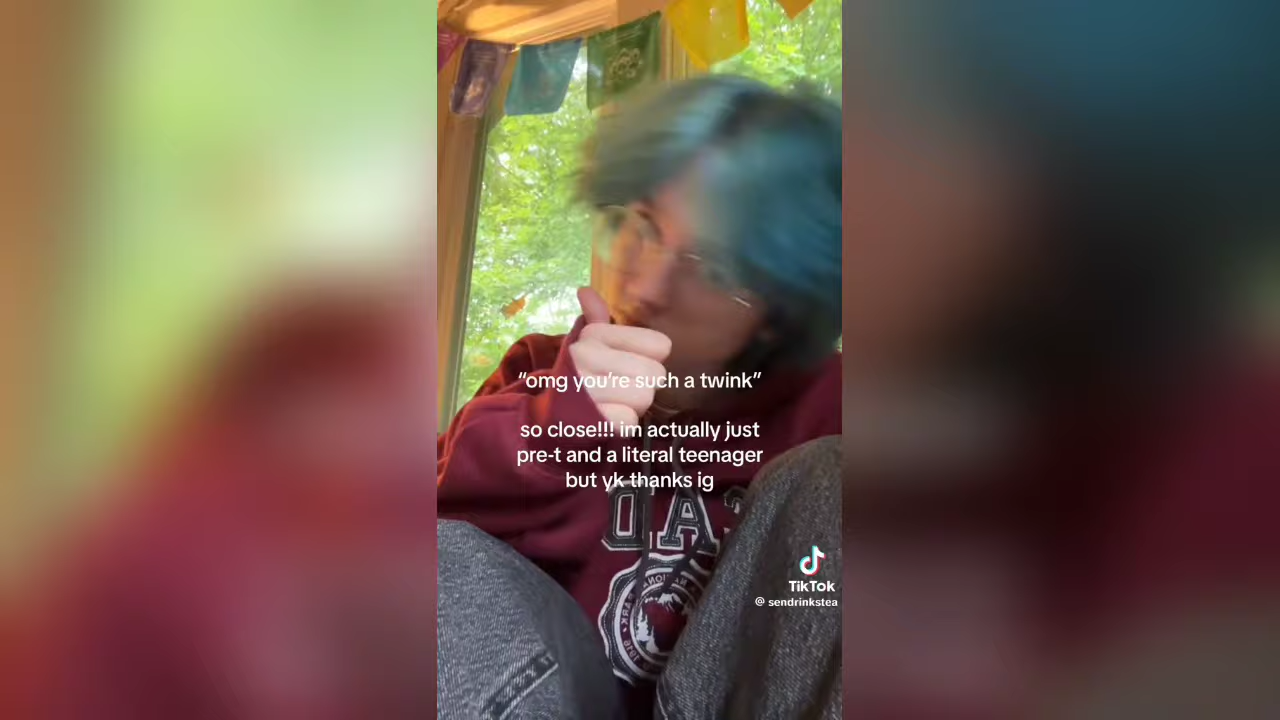 “omg you’re such a twink”
so close!!! im actually just
pre-t and a literal teenager
but yk thanks ig
TikTok
@ sendrinkstea